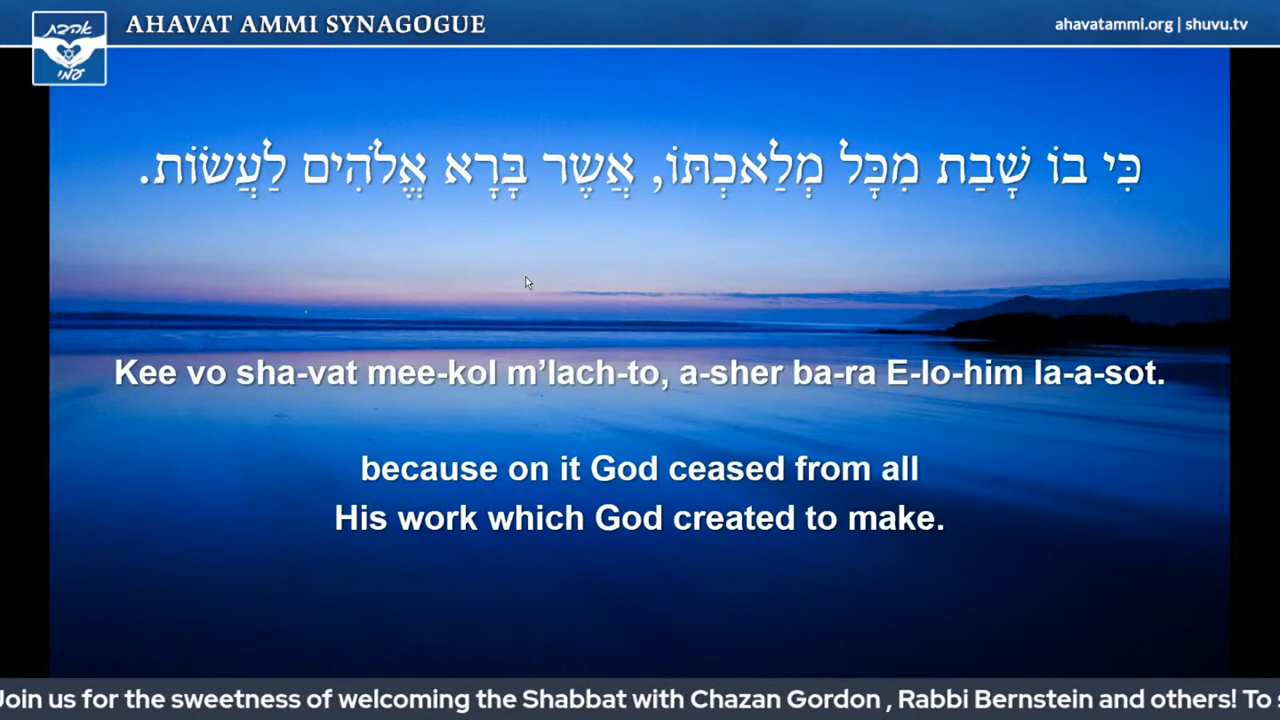 אהבת
עמי
AHAVAT AMMI SYNAGOGUE
ahavatammi.org | shuvu.tv
כִּי בוֹ שָׁבַת מִכָּל מְלַאכְתּוֹ, אֲשֶׁר בָּרָא אֱלֹהִים לַעֲשׂוֹת.
Kee vo sha-vat mee-kol m’lach-to, a-sher ba-ra E-lo-him la-a-sot.
because on it God ceased from all
His work which God created to make.
Join us for the sweetness of welcoming the Shabbat with Chazan Gordon , Rabbi Bernstein and others! To